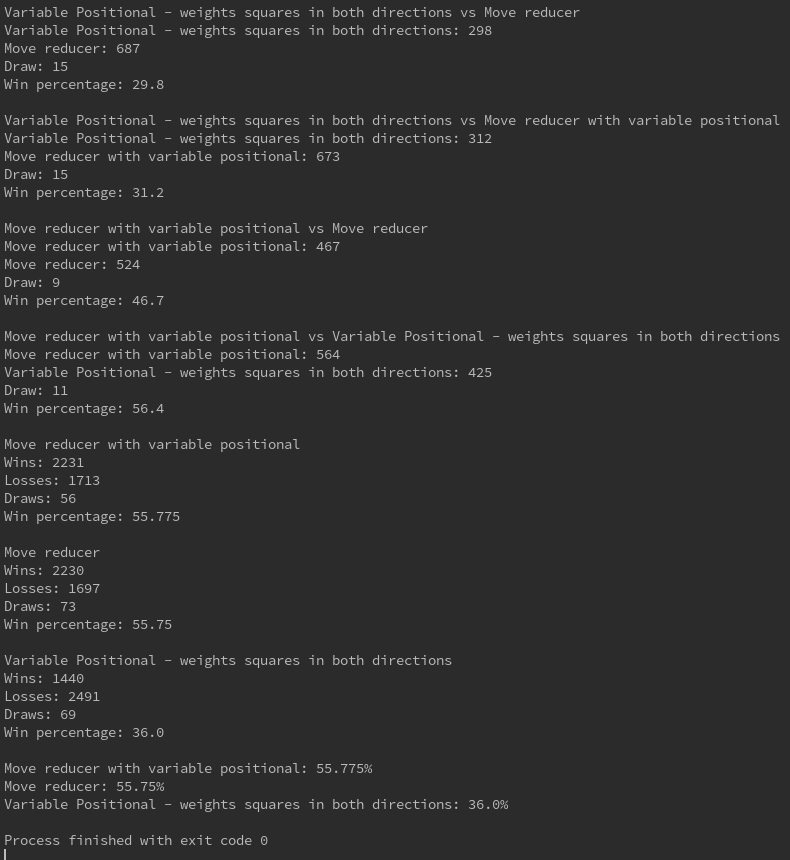 Variable Positional - weights squares in both directions vs Move reducer
Variable Positional - weights squares in both directions: 298
Move reducer: 687
Draw: 15
Win percentage: 29.8
Variable Positional - weights squares in both directions vs Move reducer with variable positional
Variable Positional - weights squares in both directions: 312
Move reducer with variable positional: 673
Draw: 15
Win percentage: 31.2
Move reducer with variable positional vs Move reducer
Move reducer with variable positional: 467
Move reducer: 524
Draw: 9
Win percentage: 46.7
Move reducer with variable positional vs Variable Positional - weights squares in both directions
Move reducer with variable positional: 564
Variable Positional - weights squares in both directions: 425
Draw: 11
Win percentage: 56.4
Move reducer with variable positional
Wins: 2231
Losses: 1713
Draws: 56
Win percentage: 55.775
Move reducer
Wins: 2230
Losses: 1697
Draws: 73
Win percentage: 55.75
Variable Positional - weights squares in both directions
Wins: 1440
Losses: 2491
Draws: 69
Win percentage: 36.0
Move reducer with variable positional: 55.775%
Move reducer: 55.75%
Variable Positional - weights squares in both directions: 36.0%
Process finished with exit code 0